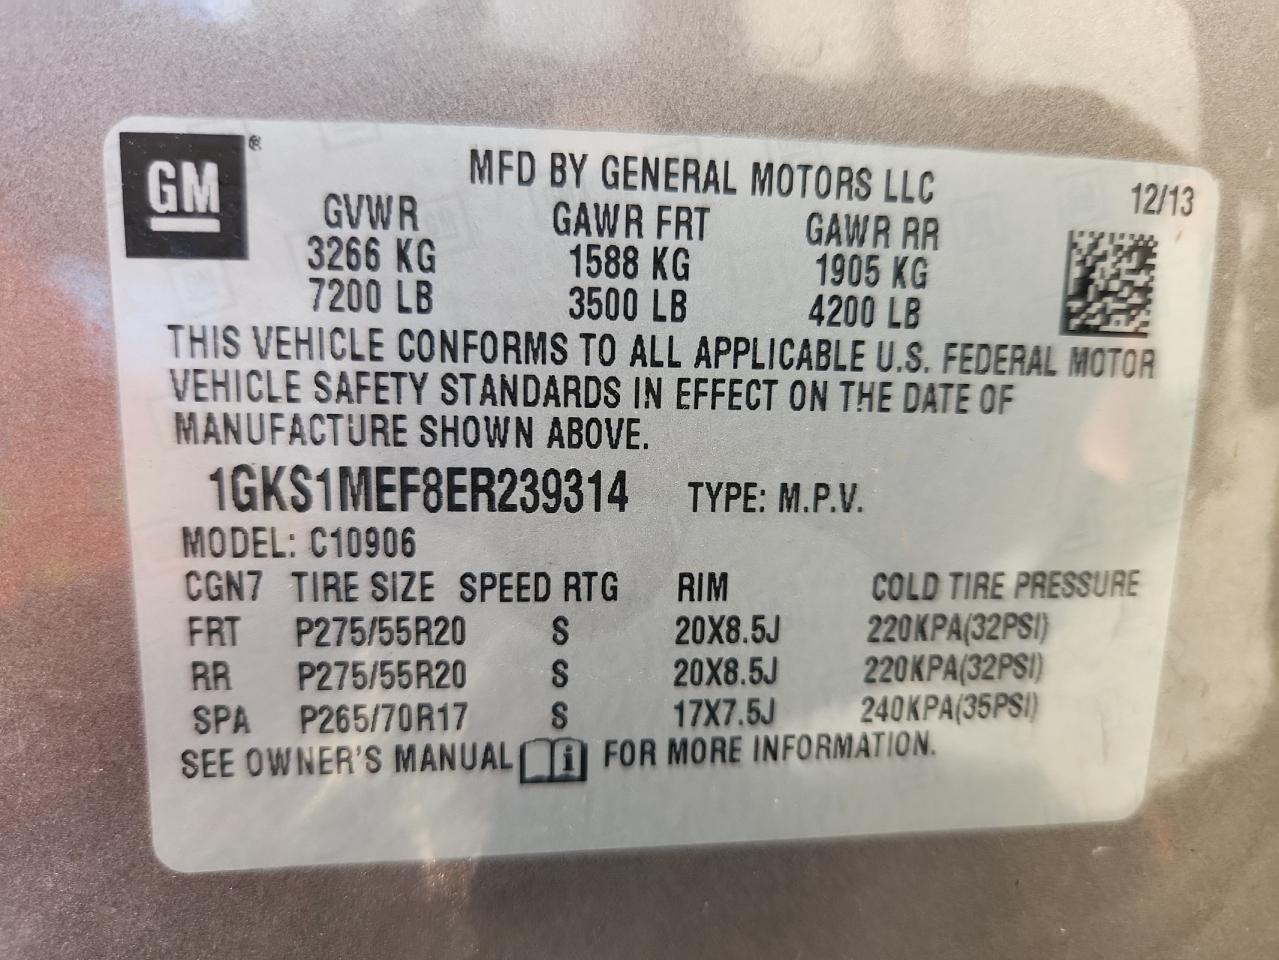 GM ®
MFD BY GENERAL MOTORS LLC
12/13
GVWR GAWR FRT GAWR RR
3266 KG 1588 KG 1905 KG
7200 LB 3500 LB 4200 LB
THIS VEHICLE CONFORMS TO ALL APPLICABLE U.S. FEDERAL MOTOR
VEHICLE SAFETY STANDARDS IN EFFECT ON THE DATE OF
MANUFACTURE SHOWN ABOVE.
1GKS1MEF8ER239314 TYPE: M.P.V.
MODEL: C10906
CGN7 TIRE SIZE SPEED RTG RIM COLD TIRE PRESSURE
FRT P275/55R20 S 20X8.5J 220KPA(32PSI)
RR P275/55R20 S 20X8.5J 220KPA(32PSI)
SPA P265/70R17 S 17X7.5J 240KPA(35PSI)
SEE OWNER'S MANUAL i FOR MORE INFORMATION.